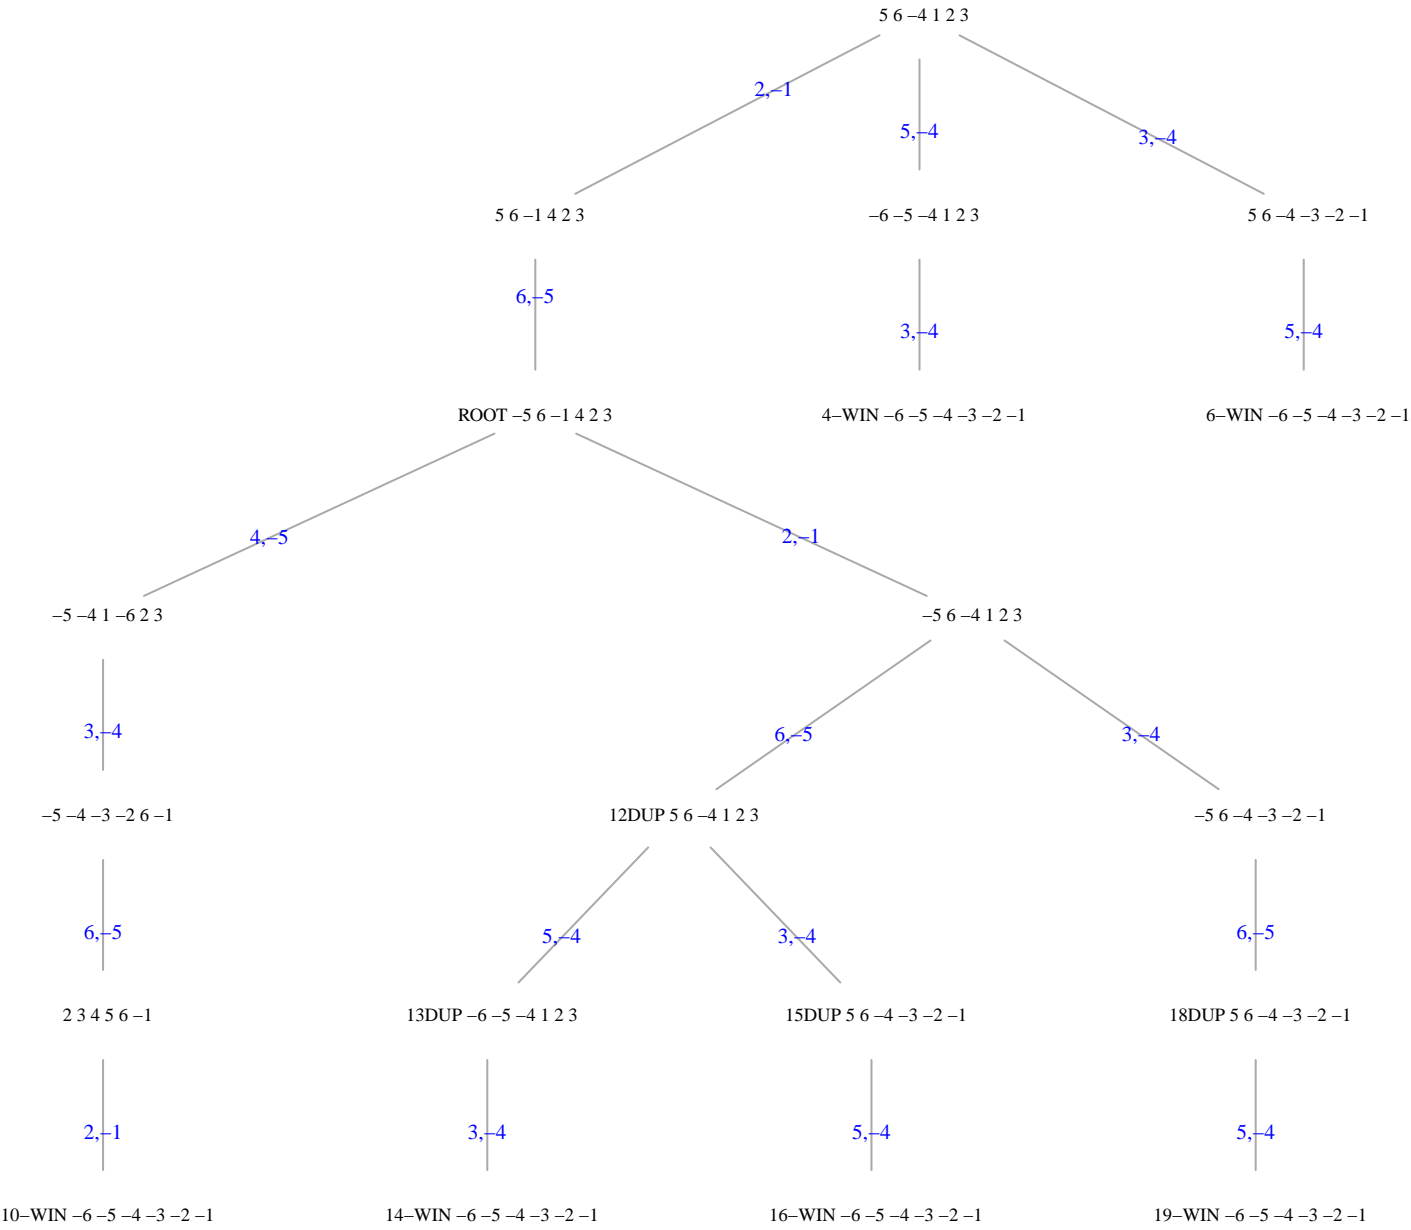 5 6 –4 1 2 3
2,–1
5,–4
3,–4
5 6 –1 4 2 3
–6 –5 –4 1 2 3
5 6 –4 –3 –2 –1
6,–5
3,–4
5,–4
ROOT –5 6 –1 4 2 3
4–WIN –6 –5 –4 –3 –2 –1
6–WIN –6 –5 –4 –3 –2 –1
4,–5
2,–1
–5 –4 1 –6 2 3
–5 6 –4 1 2 3
3,–4
6,–5
3,–4
–5 –4 –3 –2 6 –1
12DUP 5 6 –4 1 2 3
–5 6 –4 –3 –2 –1
6,–5
5,–4
3,–4
6,–5
2 3 4 5 6 –1
13DUP –6 –5 –4 1 2 3
15DUP 5 6 –4 –3 –2 –1
18DUP 5 6 –4 –3 –2 –1
2,–1
3,–4
5,–4
5,–4
10–WIN –6 –5 –4 –3 –2 –1
14–WIN –6 –5 –4 –3 –2 –1
16–WIN –6 –5 –4 –3 –2 –1
19–WIN –6 –5 –4 –3 –2 –1